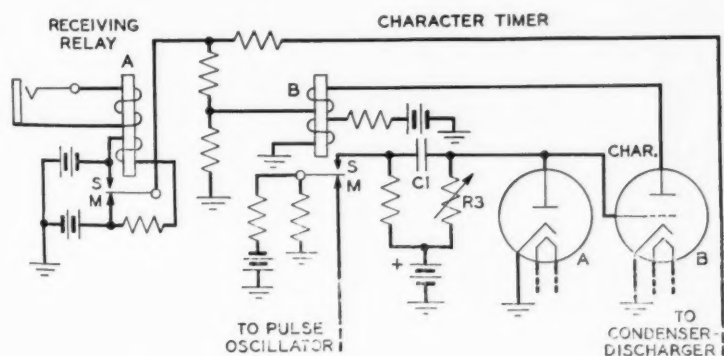 RECEIVING
RELAY
CHARACTER TIMER
A
B
S
M
S
M
C1
R3
CHAR.
+
A
B
TO PULSE
OSCILLATOR
TO
CONDENSER-
DISCHARGER